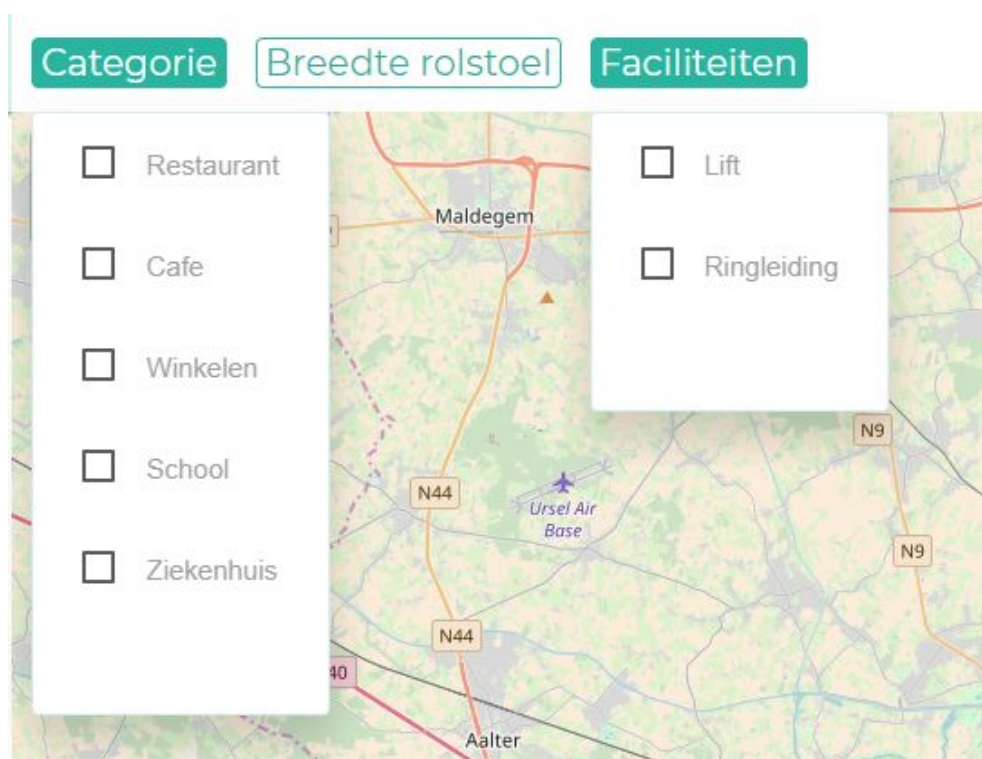 Categorie
Breedte rolstoel
Faciliteiten
Restaurant
Cafe
Winkelen
School
Ziekenhuis
Lift
Ringleiding
Maldegem
N9
N44
Ursel Air
Base
N9
N44
40
Aalter